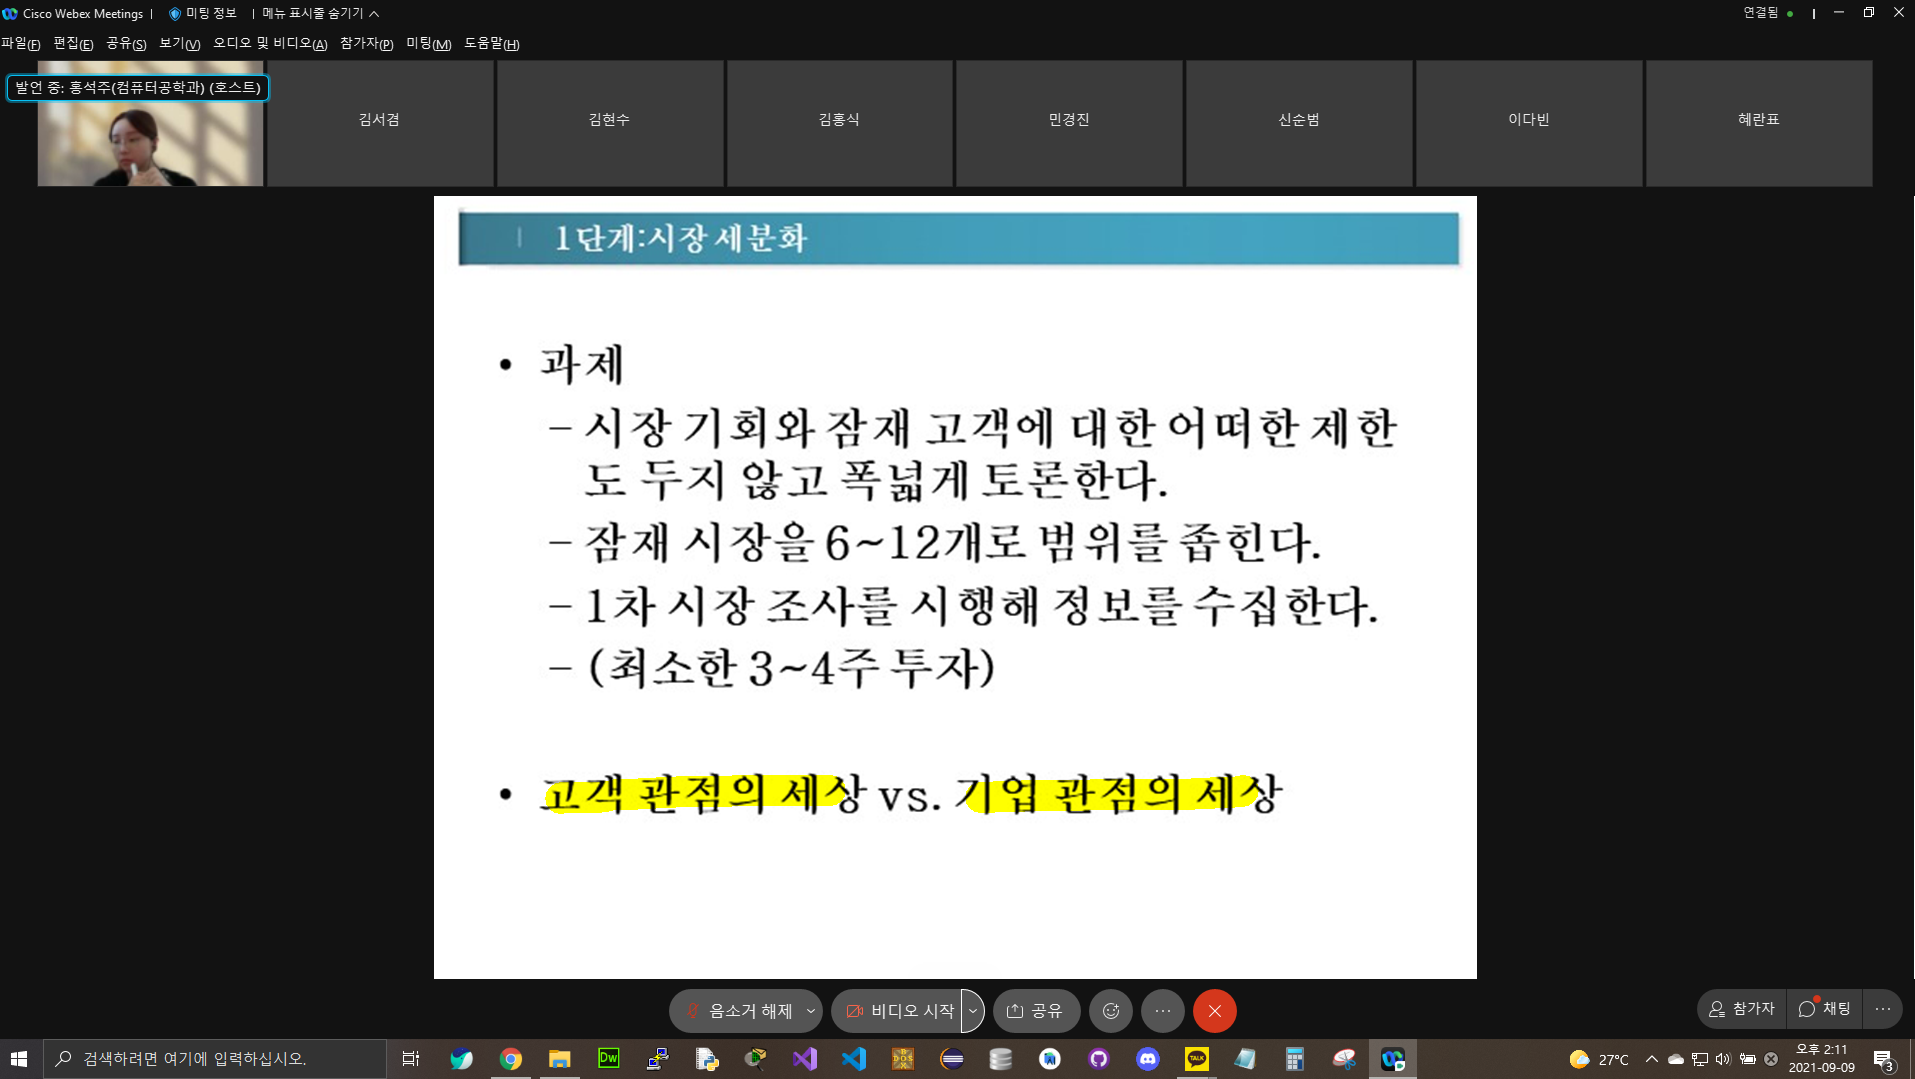 Cisco Webex Meetings | 미팅 정보 | 메뉴 표시줄 숨기기
연결됨
파일(F) 편집(E) 공유(S) 보기(V) 오디오 및 비디오(A) 참가자(P) 미팅(M) 도움말(H)
발언 중: 홍석주(컴퓨터공학과) (호스트)
김서겸 김현수 김홍식 민경진 신순범 이다빈 혜란표
1단계:시장 세분화
• 과제
– 시장 기회와 잠재 고객에 대한 어떠한 제한
도 두지 않고 폭넓게 토론한다.
– 잠재 시장을 6~12개로 범위를 좁힌다.
– 1차 시장 조사를 시행해 정보를 수집한다.
– (최소한 3~4주 투자)
• 고객 관점의 세상 vs. 기업 관점의 세상
음소거 해제 비디오 시작 공유 참가자 채팅
검색하려면 여기에 입력하십시오.
Dw
DOS
TALK
27°C
오후 2:11
2021-09-09
3